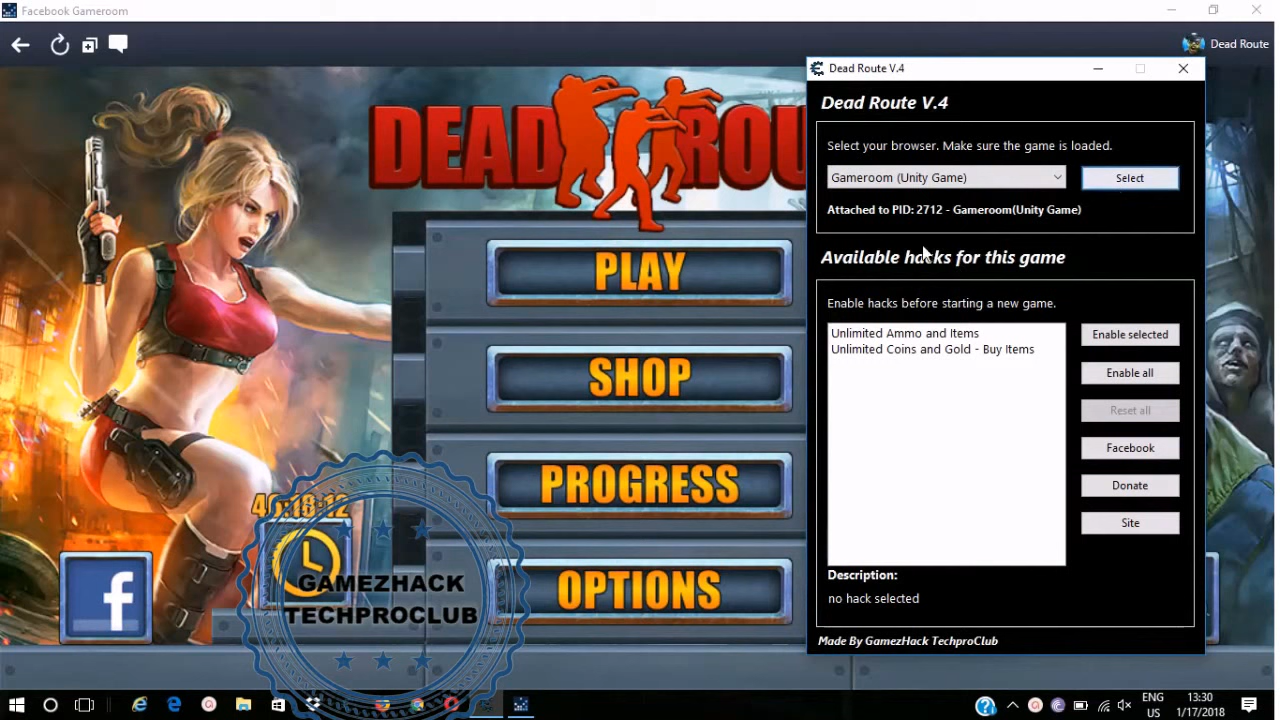 Facebook Gameroom
Dead Route
DEAD ROU
PLAY
SHOP
PROGRESS
OPTIONS
GAMEZHACK
TECHPROCLUB
Dead Route V.4
Dead Route V.4
Select your browser. Make sure the game is loaded.
Gameroom (Unity Game)
Select
Attached to PID: 2712 - Gameroom(Unity Game)
Available hacks for this game
Enable hacks before starting a new game.
Unlimited Ammo and Items
Unlimited Coins and Gold - Buy Items
Enable selected
Enable all
Reset all
Facebook
Donate
Site
Description:
no hack selected
Made By GamezHack TechproClub
ENG
US
13:30
1/17/2018